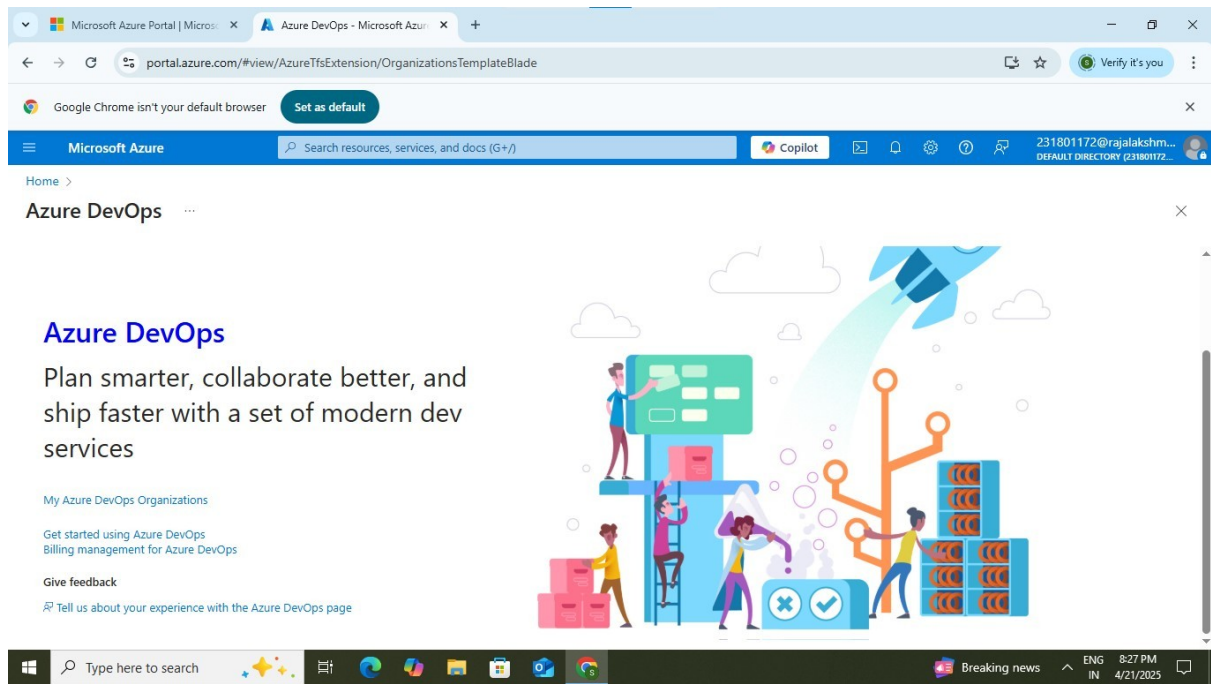 Microsoft Azure Portal | Micros
Azure DevOps - Microsoft Azur
portal.azure.com/#view/AzureTfsExtension/OrganizationsTemplateBlade
S
Verify it's you
Google Chrome isn't your default browser
Set as default
Microsoft Azure
Search resources, services, and docs (G+/)
Copilot
231801172@rajalakshm...
DEFAULT DIRECTORY (231801172...
Home >
Azure DevOps ...
Azure DevOps
Plan smarter, collaborate better, and
ship faster with a set of modern dev
services
My Azure DevOps Organizations
Get started using Azure DevOps
Billing management for Azure DevOps
Give feedback
Tell us about your experience with the Azure DevOps page
Type here to search
Breaking news
ENG
IN
8:27 PM
4/21/2025